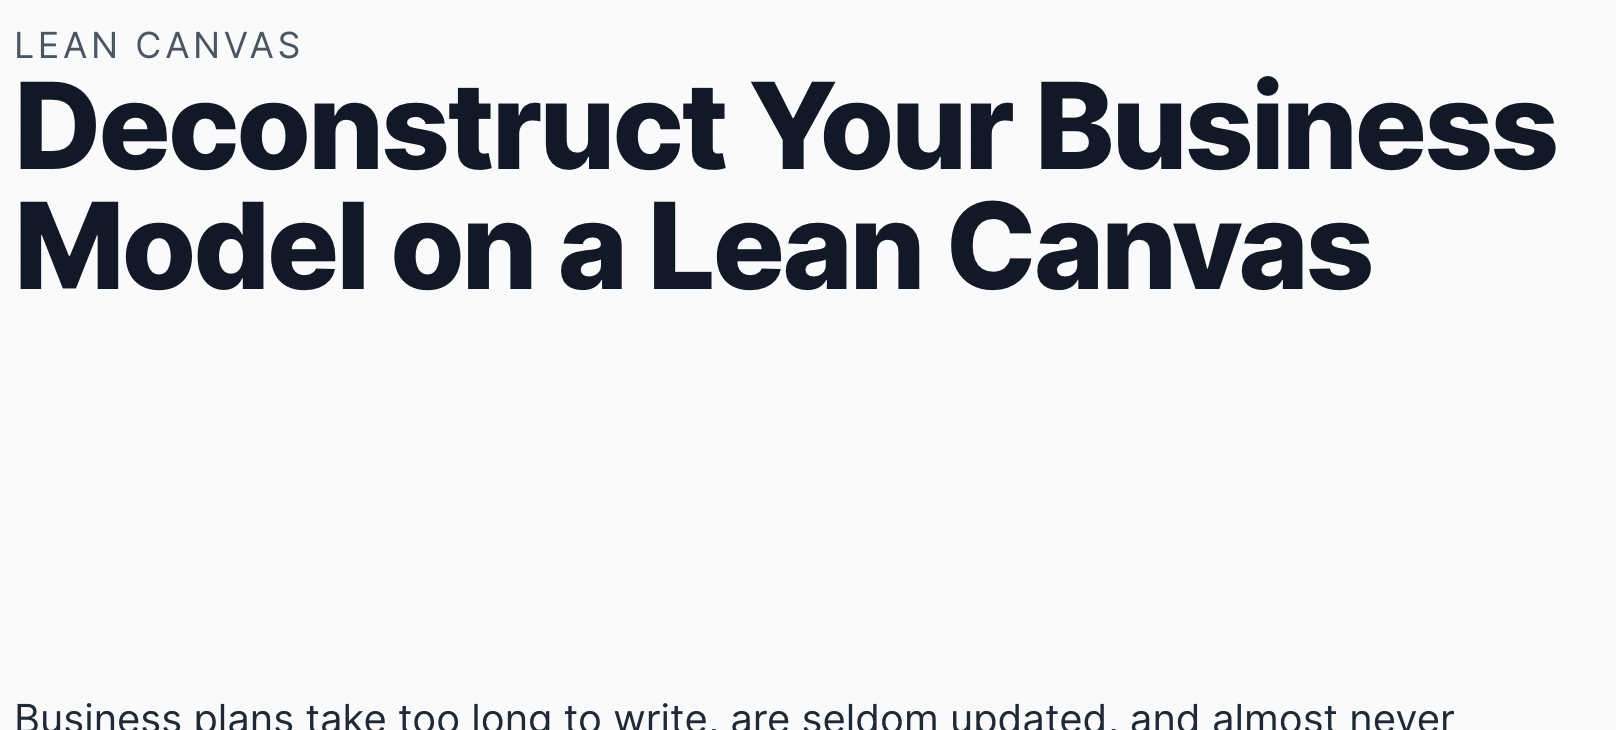 LEAN CANVAS
Deconstruct Your Business
Model on a Lean Canvas
Business plans take too long to write, are seldom updated, and almost never